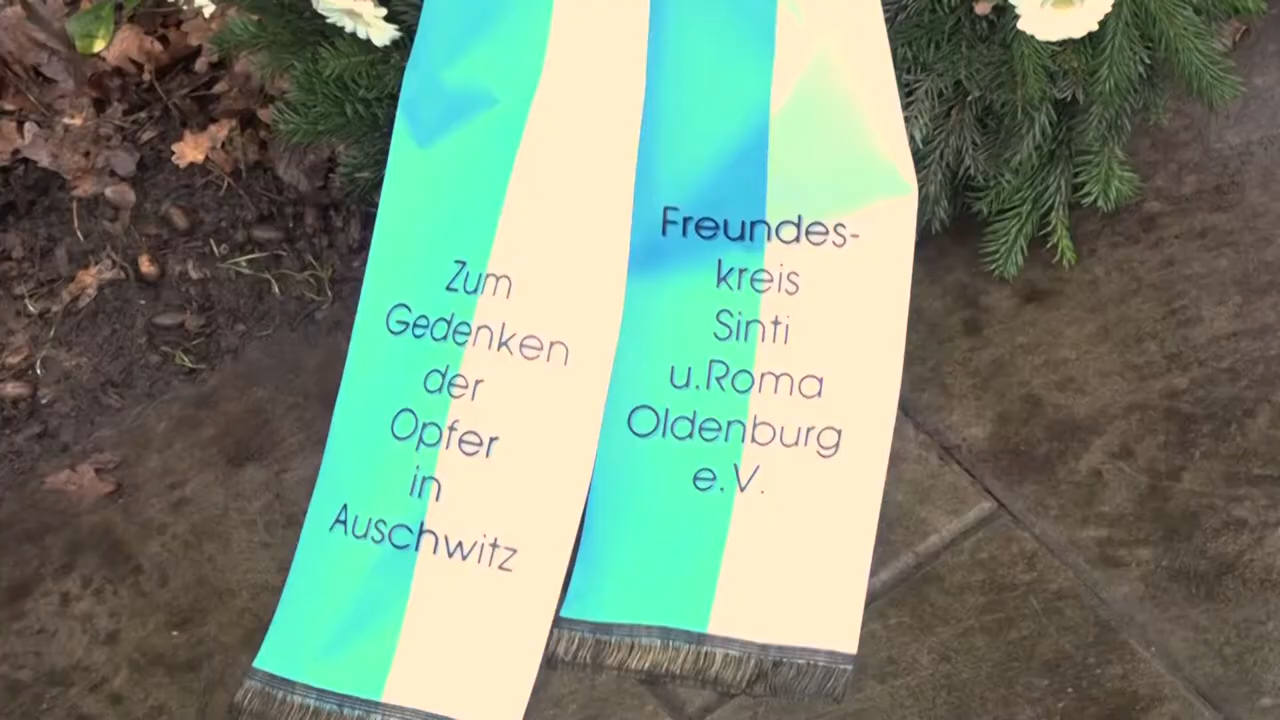 Zum
Gedenken
der
Opfer
in
Auschwitz
Freundes-
kreis
Sinti
u.Roma
Oldenburg
e.V.